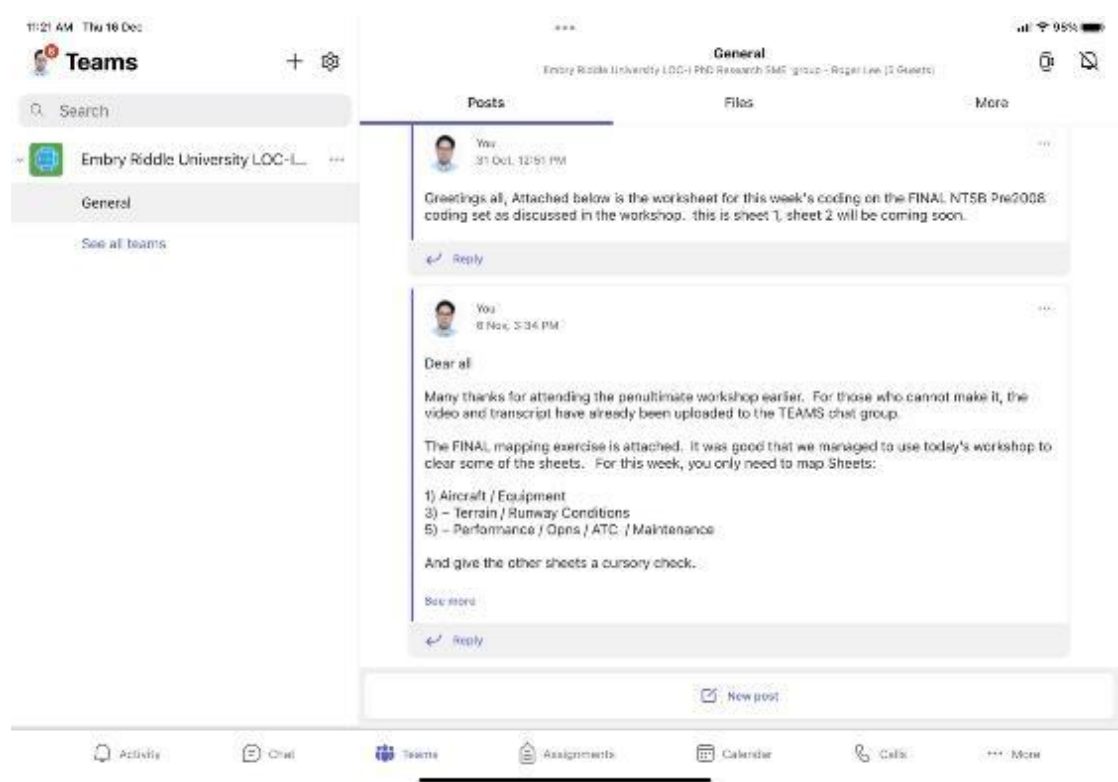 11:21 AM Thu 16 Dec
98%
8
Teams
Search
Embry Riddle University LOC-I...
General
See all teams
General
Embry Riddle University LOC-I PhD Research SME group - Roger Lee (5 Guests)
Posts
Files
More
You
31 Oct, 12:51 PM
Greetings all, Attached below is the worksheet for this week's coding on the FINAL NTSB Pre2008
coding set as discussed in the workshop. this is sheet 1, sheet 2 will be coming soon.
Reply
You
6 Nov, 3:34 PM
Dear all
Many thanks for attending the penultimate workshop earlier. For those who cannot make it, the
video and transcript have already been uploaded to the TEAMS chat group.
The FINAL mapping exercise is attached. It was good that we managed to use today's workshop to
clear some of the sheets. For this week, you only need to map Sheets:
1) Aircraft / Equipment
3) – Terrain / Runway Conditions
5) – Performance / Opns / ATC / Maintenance
And give the other sheets a cursory check.
See more
Reply
New post
Activity
Chat
Teams
Assignments
Calendar
Calls
More